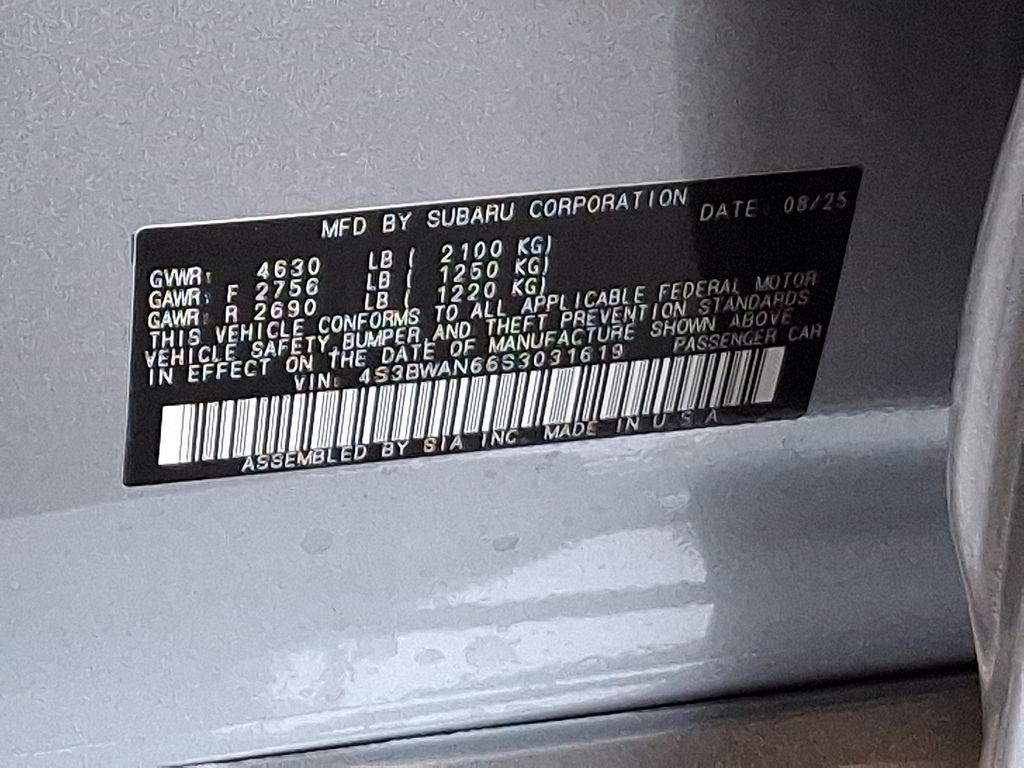 MFD BY SUBARU CORPORATION DATE 08/25
GVWR: 4630 LB ( 2100 KG)
GAWR: F 2756 LB ( 1250 KG)
GAWR: R 2690 LB ( 1220 KG)
THIS VEHICLE CONFORMS TO ALL APPLICABLE FEDERAL MOTOR
VEHICLE SAFETY, BUMPER AND THEFT PREVENTION STANDARDS
IN EFFECT ON THE DATE OF MANUFACTURE SHOWN ABOVE
VIN: 4S3BWAN66S3031619 PASSENGER CAR
ASSEMBLED BY SIA INC. MADE IN U S A